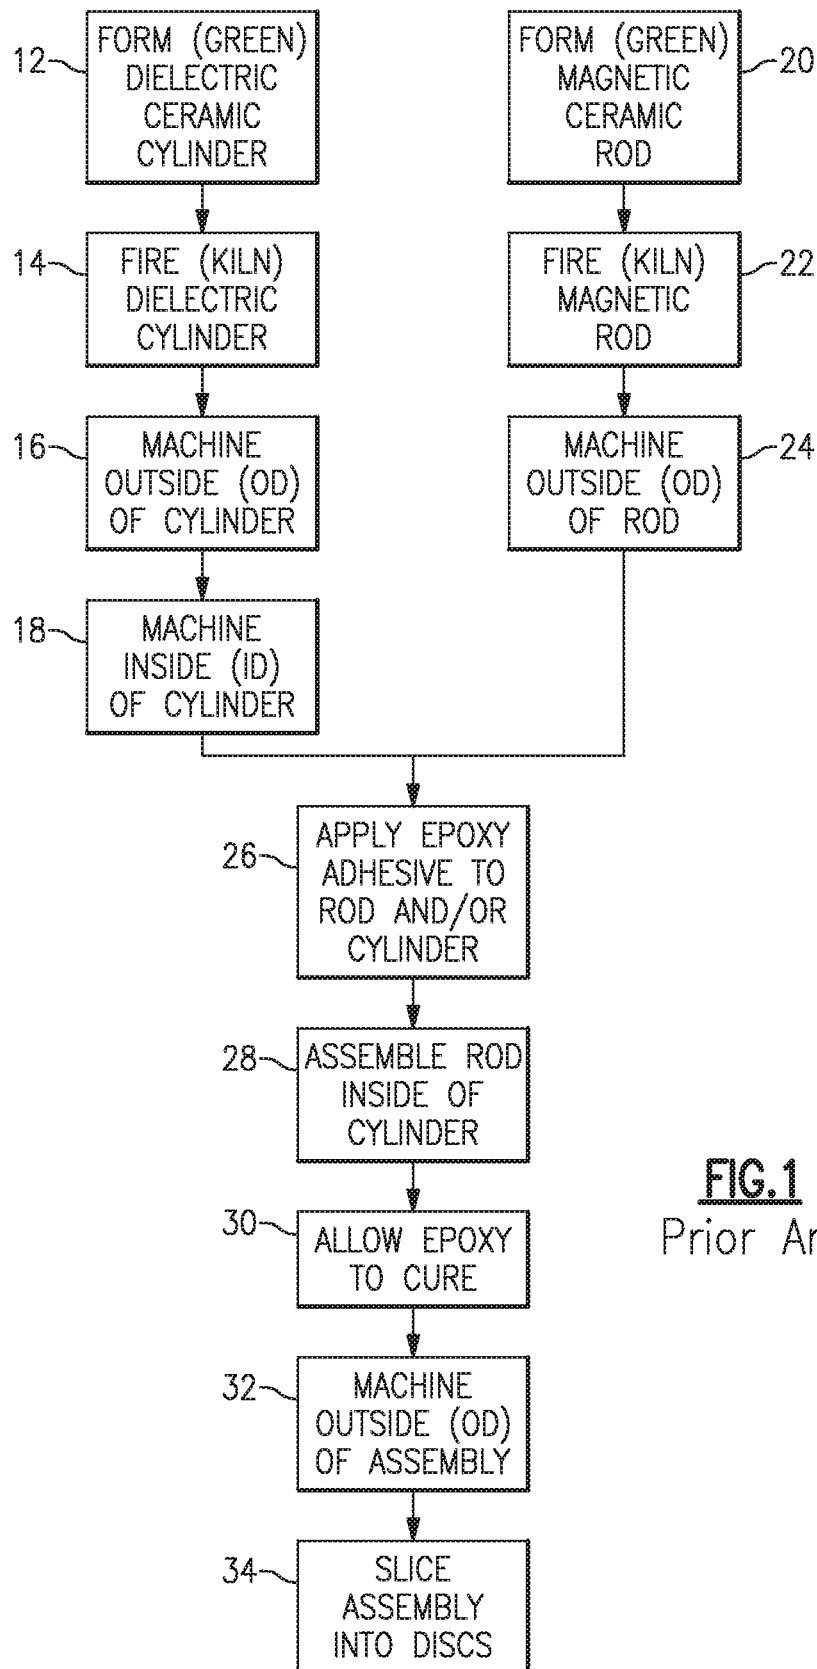 12
FORM (GREEN)
DIELECTRIC
CERAMIC
CYLINDER
20
FORM (GREEN)
MAGNETIC
CERAMIC
ROD
14
FIRE (KILN)
DIELECTRIC
CYLINDER
22
FIRE (KILN)
MAGNETIC
ROD
16
MACHINE
OUTSIDE (OD)
OF CYLINDER
24
MACHINE
OUTSIDE (OD)
OF ROD
18
MACHINE
INSIDE (ID)
OF CYLINDER
26
APPLY EPOXY
ADHESIVE TO
ROD AND/OR
CYLINDER
28
ASSEMBLE ROD
INSIDE OF
CYLINDER
30
ALLOW EPOXY
TO CURE
32
MACHINE
OUTSIDE (OD)
OF ASSEMBLY
34
SLICE
ASSEMBLY
INTO DISCS
FIG.1
Prior